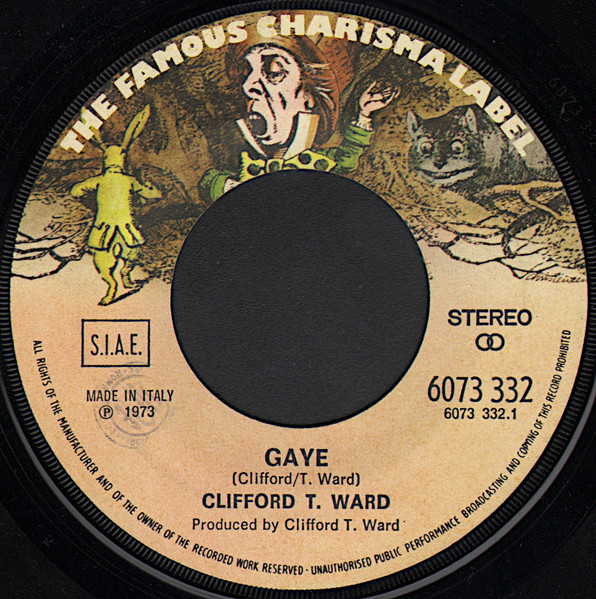 THE FAMOUS CHARISMA LABEL
S.I.A.E.
MADE IN ITALY
Ⓟ 1973
STEREO
6073 332
6073 332.1
GAYE
(Clifford/T. Ward)
CLIFFORD T. WARD
Produced by Clifford T. Ward
ALL RIGHTS OF THE MANUFACTURER AND OF THE OWNER OF THE RECORDED WORK RESERVED · UNAUTHORISED PUBLIC PERFORMANCE BROADCASTING AND COPYING OF THIS RECORD PROHIBITED